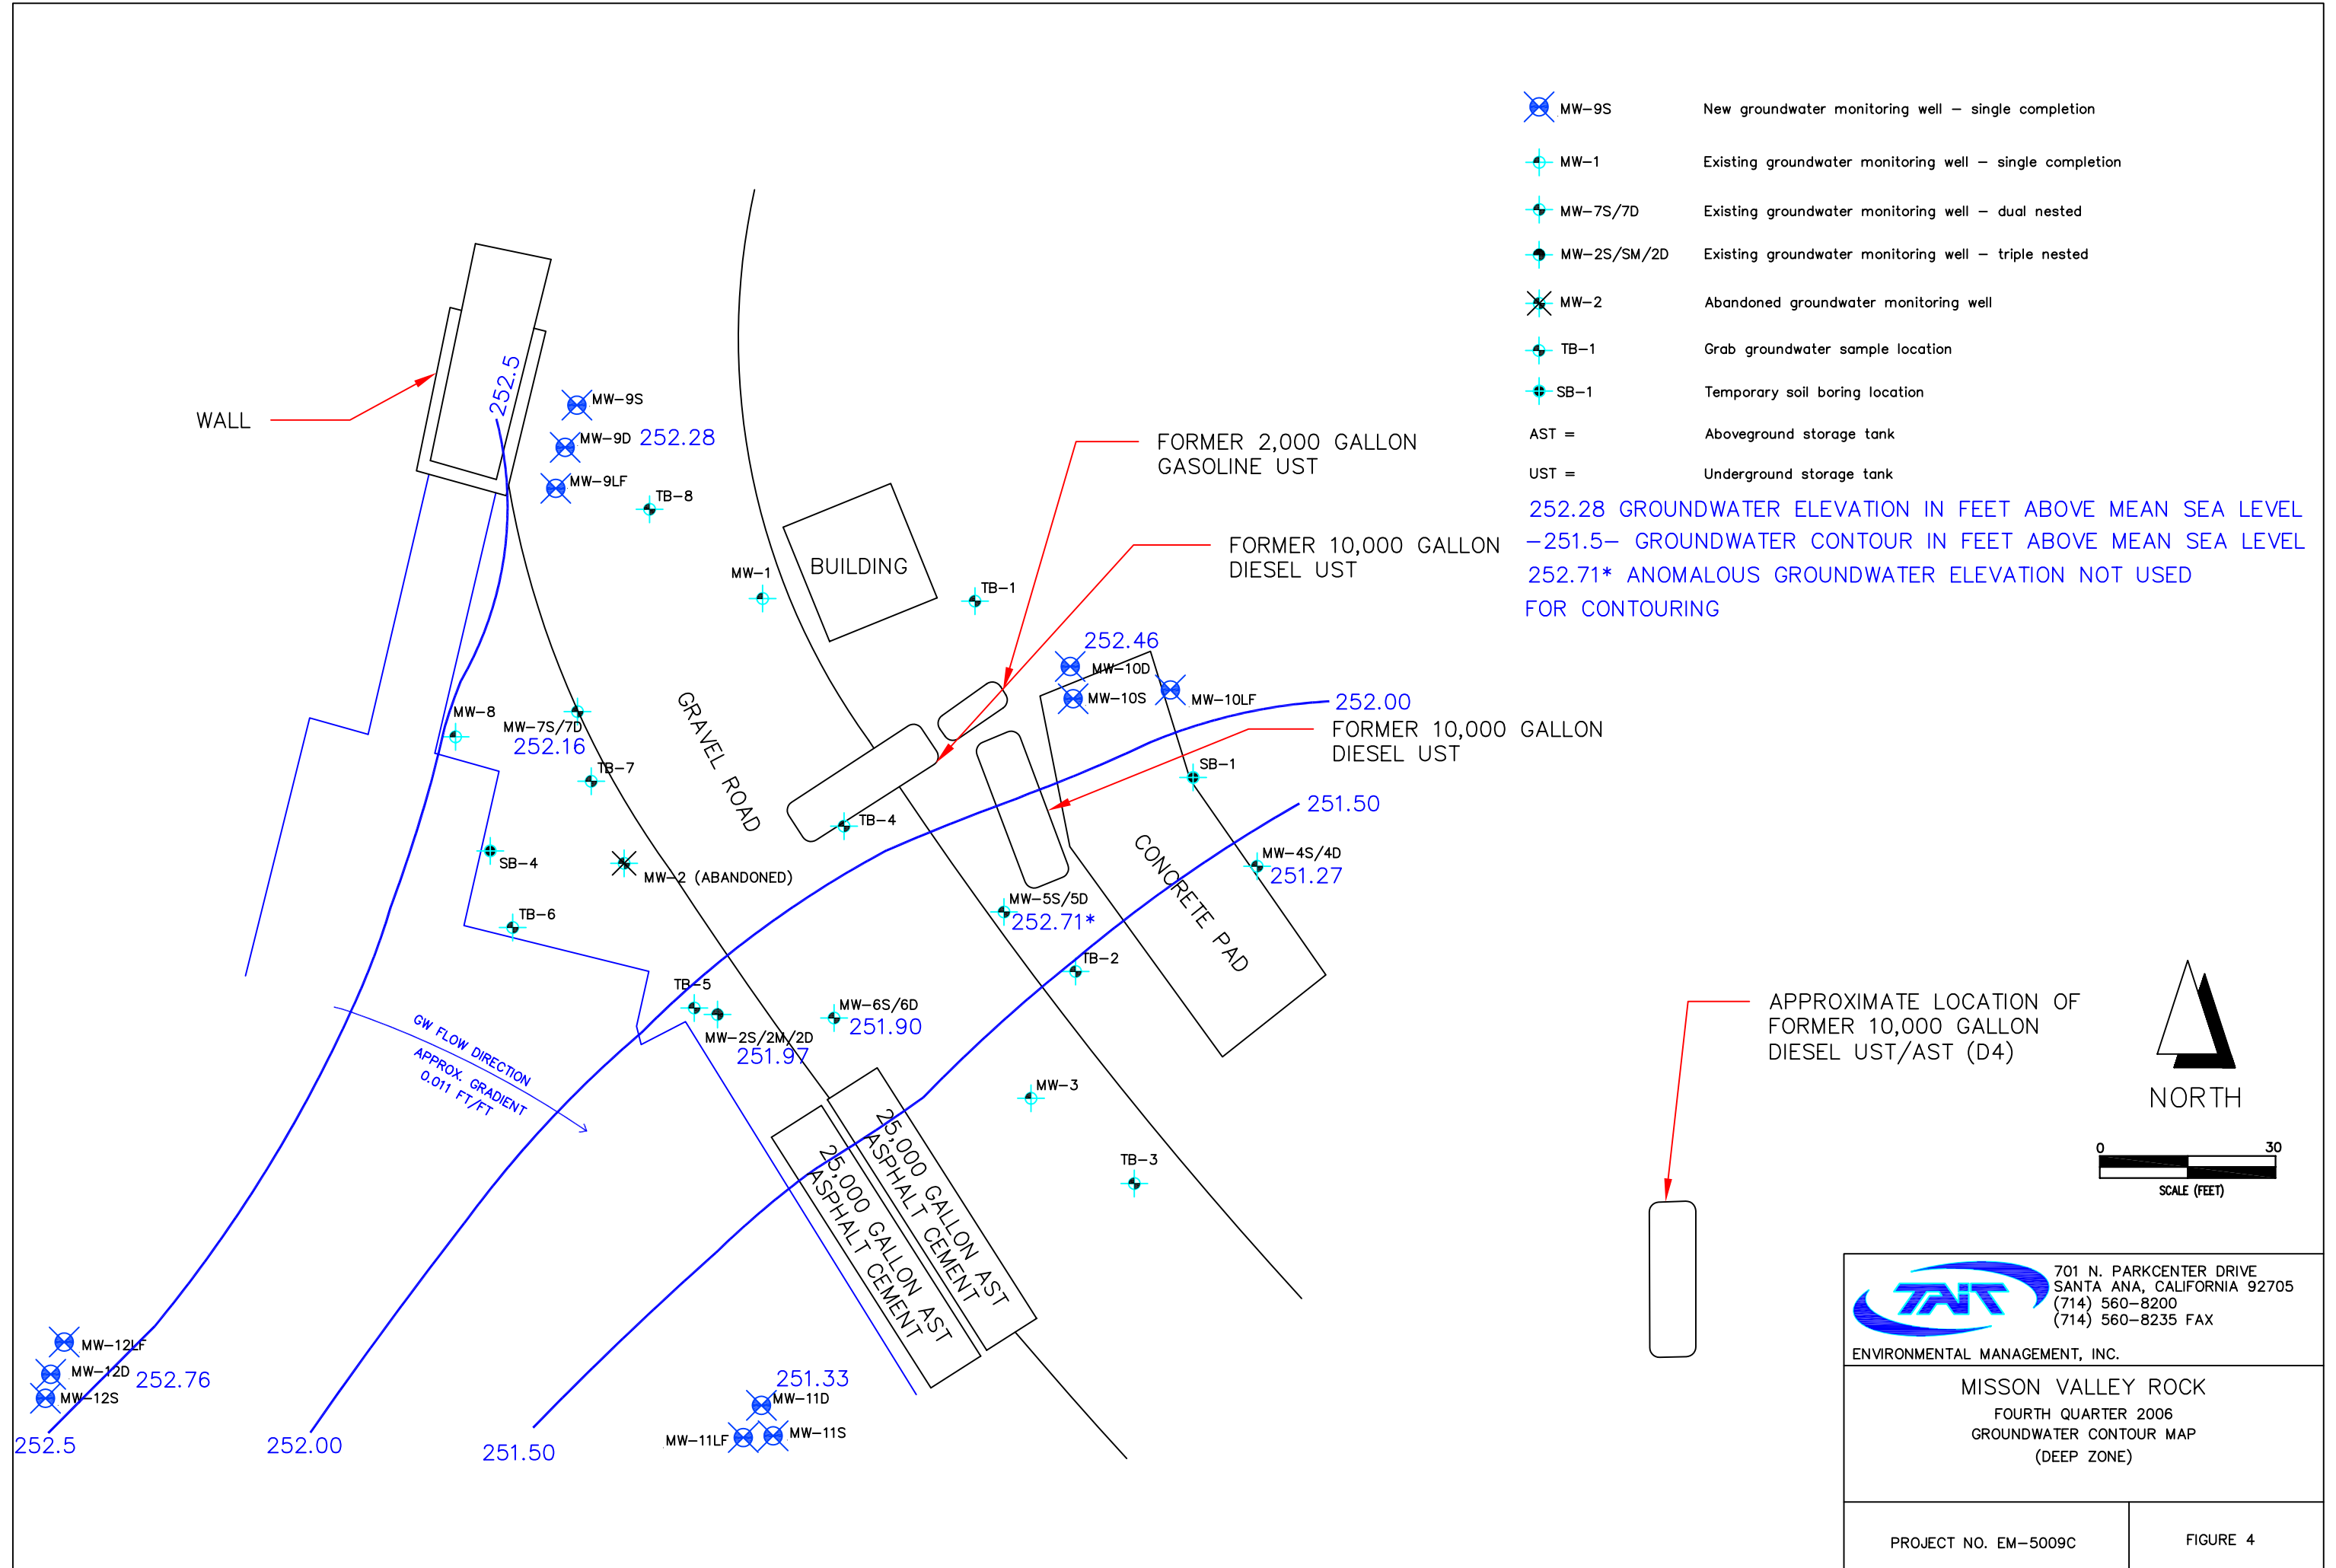 MW-9S New groundwater monitoring well - single completion
MW-1 Existing groundwater monitoring well - single completion
MW-7S/7D Existing groundwater monitoring well - dual nested
MW-2S/SM/2D Existing groundwater monitoring well - triple nested
MW-2 Abandoned groundwater monitoring well
TB-1 Grab groundwater sample location
SB-1 Temporary soil boring location
AST = Aboveground storage tank
UST = Underground storage tank
252.28 GROUNDWATER ELEVATION IN FEET ABOVE MEAN SEA LEVEL
-251.5- GROUNDWATER CONTOUR IN FEET ABOVE MEAN SEA LEVEL
252.71* ANOMALOUS GROUNDWATER ELEVATION NOT USED
FOR CONTOURING
WALL
252.5
MW-9S
MW-9D 252.28
MW-9LF
TB-8
FORMER 2,000 GALLON
GASOLINE UST
FORMER 10,000 GALLON
DIESEL UST
BUILDING
MW-1
TB-1
252.46
MW-10D
MW-10S
MW-10LF
252.00
FORMER 10,000 GALLON
DIESEL UST
MW-8
MW-7S/7D
252.16
TB-7
GRAVEL ROAD
SB-1
251.50
TB-4
SB-4
MW-2 (ABANDONED)
CONCRETE PAD
MW-4S/4D
251.27
MW-5S/5D
252.71*
TB-6
TB-2
TB-5
MW-2S/2M/2D
251.97
MW-6S/6D
251.90
GW FLOW DIRECTION
APPROX. GRADIENT
0.011 FT/FT
MW-3
TB-3
25,000 GALLON AST
ASPHALT CEMENT
25,000 GALLON AST
ASPHALT CEMENT
APPROXIMATE LOCATION OF
FORMER 10,000 GALLON
DIESEL UST/AST (D4)
NORTH
0 30
SCALE (FEET)
MW-12LF
MW-12D 252.76
MW-12S
252.5
252.00
251.50
251.33
MW-11D
MW-11LF
MW-11S
TAIT
701 N. PARKCENTER DRIVE
SANTA ANA, CALIFORNIA 92705
(714) 560-8200
(714) 560-8235 FAX
ENVIRONMENTAL MANAGEMENT, INC.
MISSON VALLEY ROCK
FOURTH QUARTER 2006
GROUNDWATER CONTOUR MAP
(DEEP ZONE)
PROJECT NO. EM-5009C
FIGURE 4